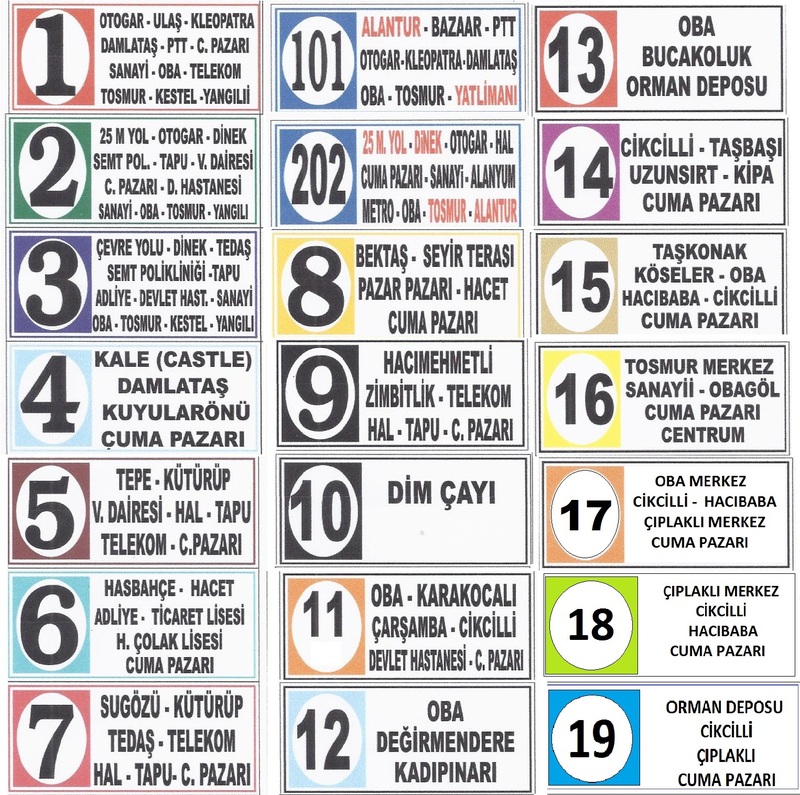 1
OTOGAR - ULAŞ - KLEOPATRA
DAMLATAŞ - PTT - C. PAZARI
SANAYİ - OBA - TELEKOM
TOSMUR - KESTEL -YANGILİİ
2
25 M YOL - OTOGAR - DİNEK
SEMT POL. - TAPU - V. DAİRESİ
C. PAZARI - D. HASTANESİ
SANAYİ - OBA - TOSMUR - YANGILI
3
ÇEVRE YOLU - DİNEK - TEDAŞ
SEMT POLİKLİNİĞİ -TAPU
ADLİYE - DEVLET HAST. - SANAYİ
OBA - TOSMUR - KESTEL - YANGILI
4
KALE (CASTLE)
DAMLATAŞ
KUYULARÖNÜ
ÇUMA PAZARI
5
TEPE - KÜTÜRÜP
V. DAİRESİ - HAL - TAPU
TELEKOM - C.PAZARI
6
HASBAHÇE - HACET
ADLİYE - TİCARET LİSESİ
H. ÇOLAK LİSESİ
CUMA PAZARI
7
SUGÖZÜ - KÜTÜRÜP
TEDAŞ - TELEKOM
HAL - TAPU- C. PAZARI
101
ALANTUR - BAZAAR - PTT
OTOGAR-KLEOPATRA-DAMLATAŞ
OBA - TOSMUR - YATLİMANI
202
25 M. YOL - DİNEK - OTOGAR - HAL
CUMA PAZARI - SANAYİ - ALANYUM
METRO - OBA - TOSMUR - ALANTUR
8
BEKTAŞ - SEYİR TERASI
PAZAR PAZARI - HACET
CUMA PAZARI
9
HACIMEHMETLİ
ZİMBİTLİK - TELEKOM
HAL - TAPU - C. PAZARI
10
DİM ÇAYI
11
OBA - KARAKOCALI
ÇARŞAMBA - CİKCİLLİ
DEVLET HASTANESİ - C. PAZARI
12
OBA
DEĞİRMENDERE
KADIPINARI
13
OBA
BUCAKOLUK
ORMAN DEPOSU
14
CİKCİLLİ - TAŞBAŞI
UZUNSIRT - KİPA
CUMA PAZARI
15
TAŞKONAK
KÖSELER - OBA
HACIBABA - CİKCİLLİ
CUMA PAZARI
16
TOSMUR MERKEZ
SANAYİİ - OBAGÖL
CUMA PAZARI
CENTRUM
17
OBA MERKEZ
CİKCİLLİ - HACIBABA
ÇIPLAKLI MERKEZ
CUMA PAZARI
18
ÇIPLAKLI MERKEZ
CİKCİLLİ
HACIBABA
CUMA PAZARI
19
ORMAN DEPOSU
CİKCİLLİ
ÇIPLAKLI
CUMA PAZARI